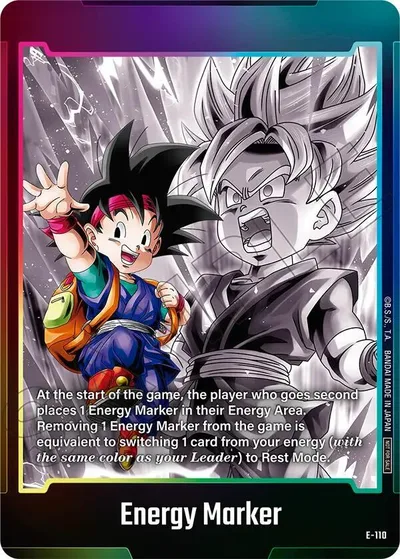 At the start of the game, the player who goes second
places 1 Energy Marker in their Energy Area.
Removing 1 Energy Marker from the game is
equivalent to switching 1 card from your energy (with
the same color as your Leader) to Rest Mode.
©B.S./S., T.A. BANDAI MADE IN JAPAN NOT FOR SALE
Energy Marker
E-110